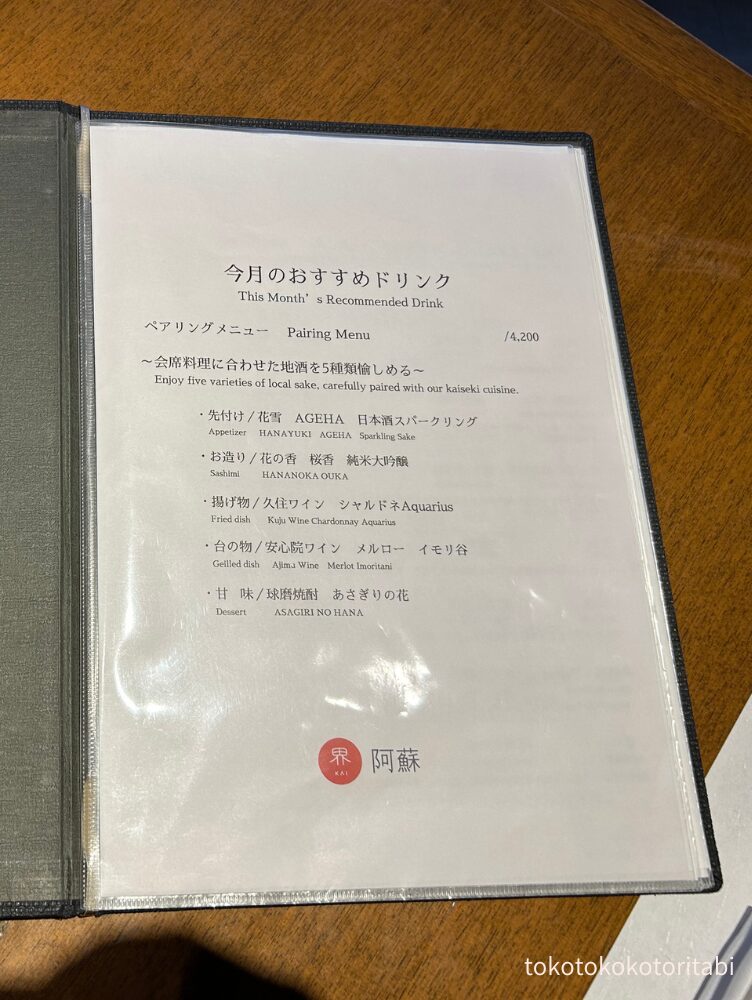 今月のおすすめドリンク
This Month's Recommended Drink
ペアリングメニュー Pairing Menu /4,200
~会席料理に合わせた地酒を5種類愉しめる~
Enjoy five varieties of local sake, carefully paired with our kaiseki cuisine.
・先付け/花雪 AGEHA 日本酒スパークリング
Appetizer HANAYUKI AGEHA Sparkling Sake
・お造り/花の香 桜香 純米大吟醸
Sashimi HANANOKA OUKA
・揚げ物/久住ワイン シャルドネAquarius
Fried dish Kuju Wine Chardonnay Aquarius
・台の物/安心院ワイン メルロー イモリ谷
Geilled dish Ajimu Wine Merlot Imoritani
・甘 味/球磨焼酎 あさぎりの花
Dessert ASAGIRI NO HANA
界 KAI 阿蘇
tokotokokotoritabi